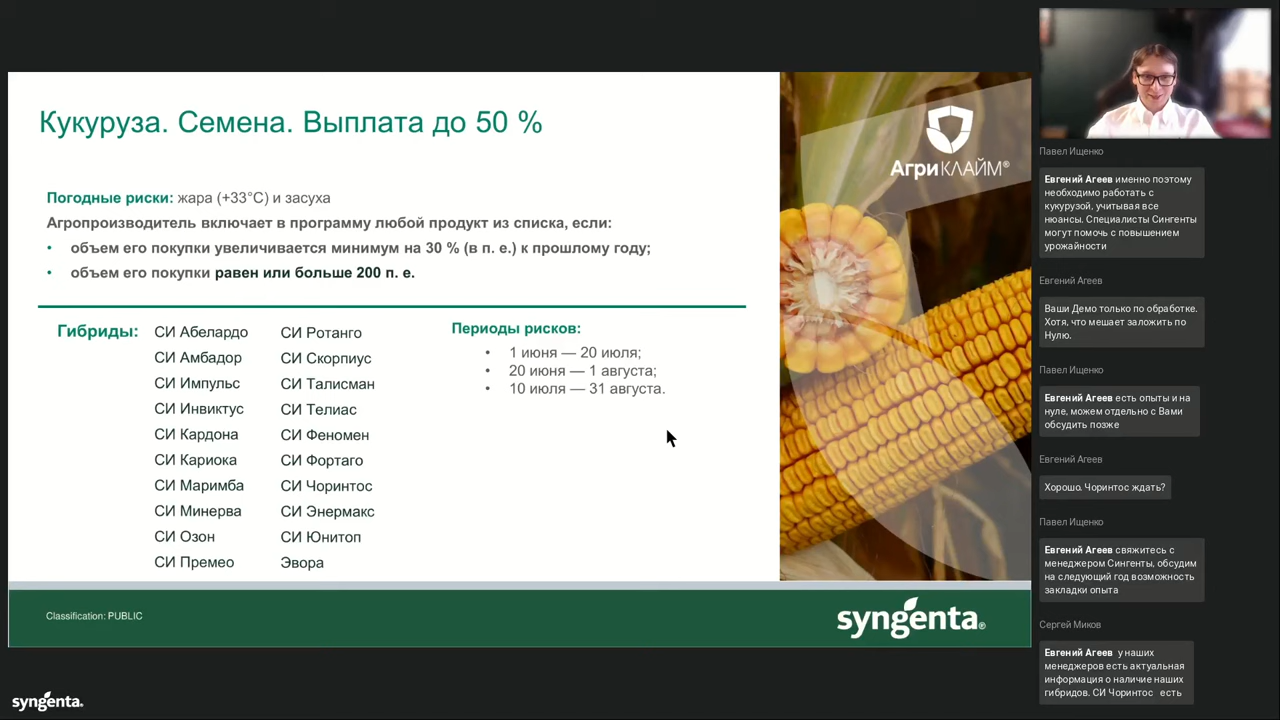 Кукуруза. Семена. Выплата до 50 %
Погодные риски: жара (+33°C) и засуха
Агропроизводитель включает в программу любой продукт из списка, если:
• объем его покупки увеличивается минимум на 30 % (в п. е.) к прошлому году;
• объем его покупки равен или больше 200 п. е.
Гибриды:
СИ Абелардо
СИ Амбадор
СИ Импульс
СИ Инвиктус
СИ Кардона
СИ Кариока
СИ Маримба
СИ Минерва
СИ Озон
СИ Премео
СИ Ротанго
СИ Скорпиус
СИ Талисман
СИ Телиас
СИ Феномен
СИ Фортаго
СИ Чоринтос
СИ Энермакс
СИ Юнитоп
Эвора
Периоды рисков:
• 1 июня — 20 июля;
• 20 июня — 1 августа;
• 10 июля — 31 августа.
АгриКЛАЙМ®
Classification: PUBLIC
syngenta®
syngenta.
Павел Ищенко
Евгений Агеев именно поэтому
необходимо работать с
кукурузой, учитывая все
нюансы. Специалисты Сингенты
могут помочь с повышением
урожайности
Евгений Агеев
Ваши Демо только по обработке.
Хотя, что мешает заложить по
Нулю.
Павел Ищенко
Евгений Агеев есть опыты и на
нуле, можем отдельно с Вами
обсудить позже
Евгений Агеев
Хорошо. Чоринтос ждать?
Павел Ищенко
Евгений Агеев свяжитесь с
менеджером Сингенты, обсудим
на следующий год возможность
закладки опыта
Сергей Миков
Евгений Агеев у наших
менеджеров есть актуальная
информация о наличие наших
гибридов. СИ Чоринтос есть